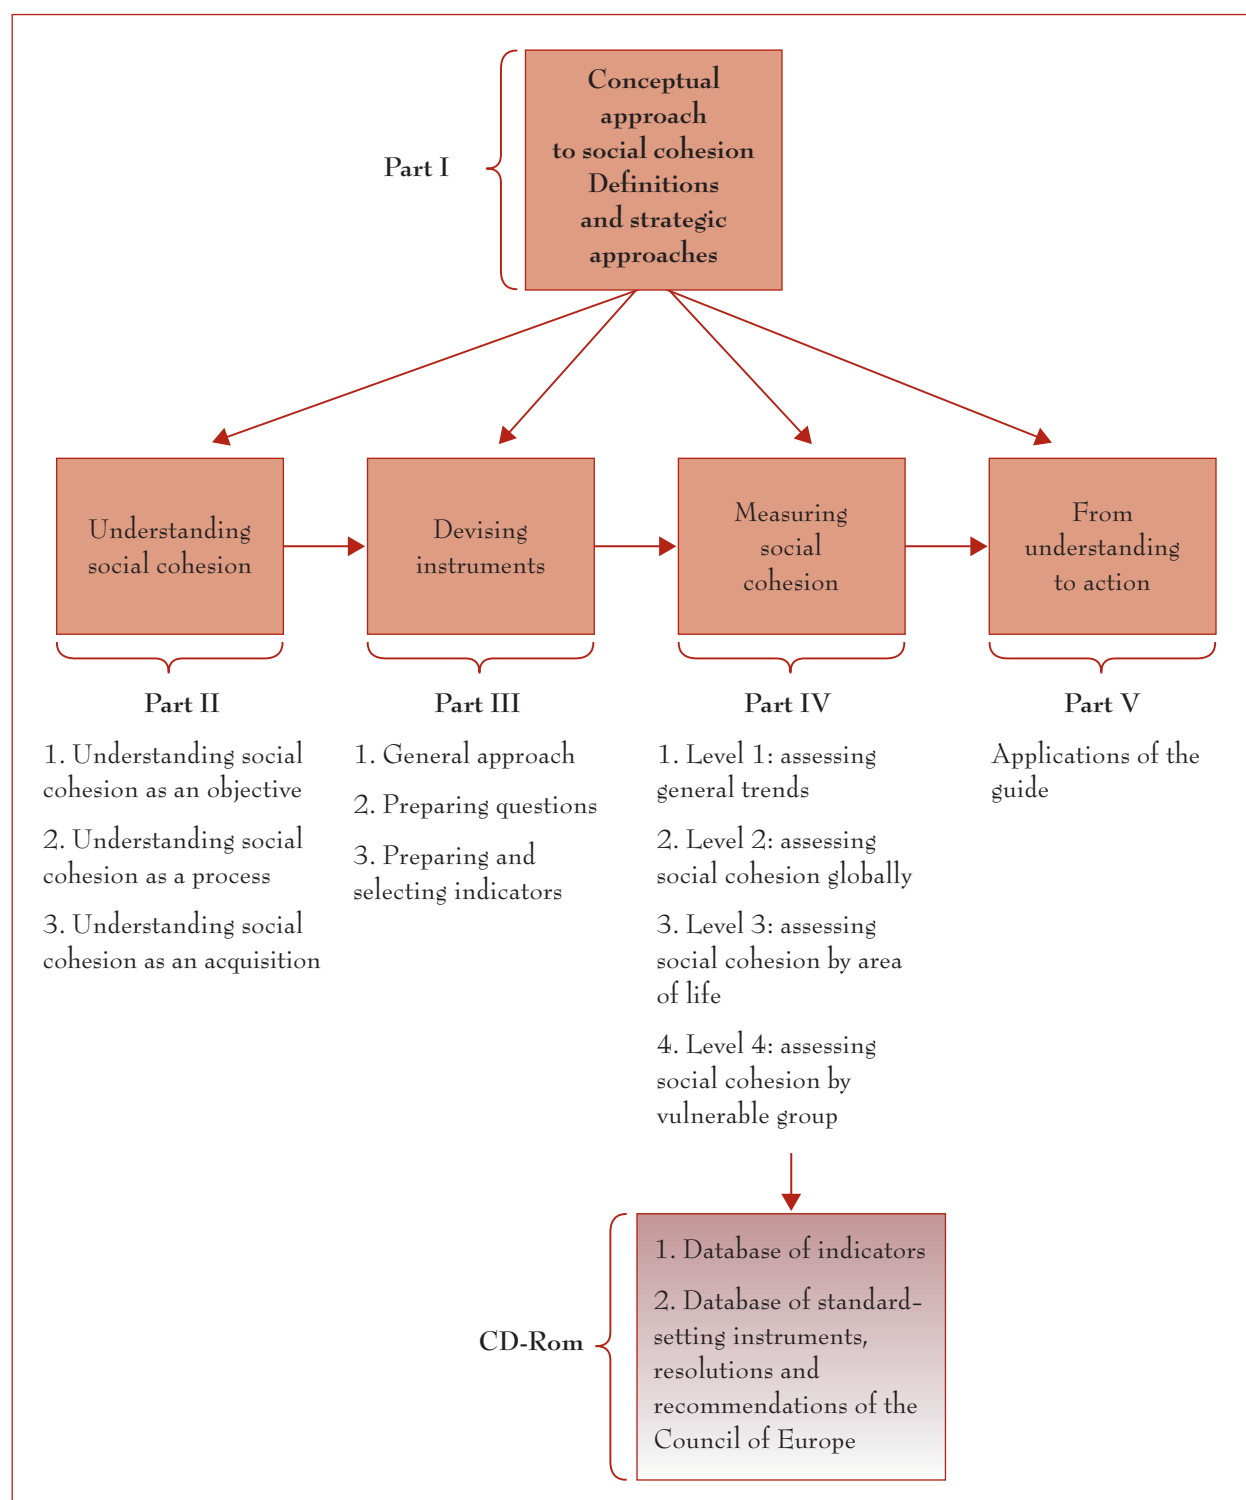 Part I
Conceptual
approach
to social cohesion
Definitions
and strategic
approaches
Understanding
social cohesion
Devising
instruments
Measuring
social
cohesion
From
understanding
to action
Part II
1. Understanding social
cohesion as an objective
2. Understanding social
cohesion as a process
3. Understanding social
cohesion as an acquisition
Part III
1. General approach
2. Preparing questions
3. Preparing and
selecting indicators
Part IV
1. Level 1: assessing
general trends
2. Level 2: assessing
social cohesion globally
3. Level 3: assessing
social cohesion by area
of life
4. Level 4: assessing
social cohesion by
vulnerable group
Part V
Applications of the
guide
CD-Rom
1. Database of indicators
2. Database of standard-
setting instruments,
resolutions and
recommendations of the
Council of Europe